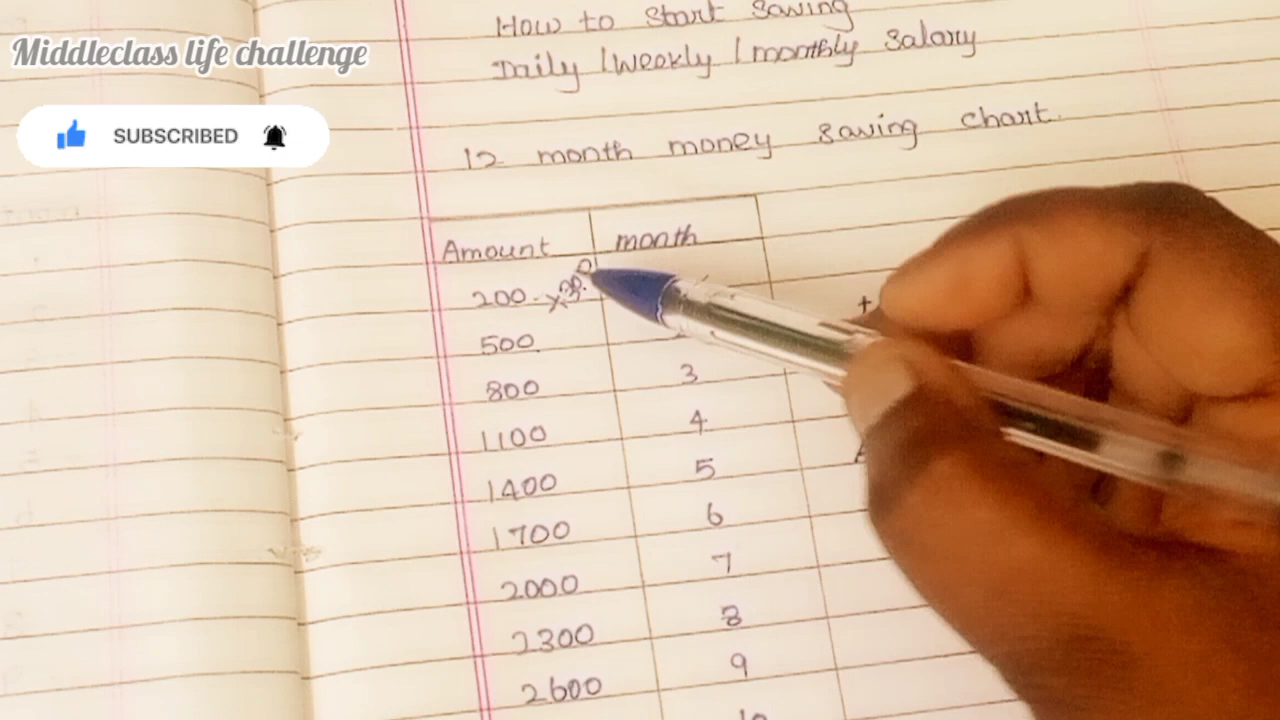 Middleclass life challenge
SUBSCRIBED
How to Start Saving
Daily / Weekly / monthly Salary
12 month money saving chart.
Amount month
200
500
800 3
1100 4
1400 5
1700 6
2000 7
2300 8
2600 9
10